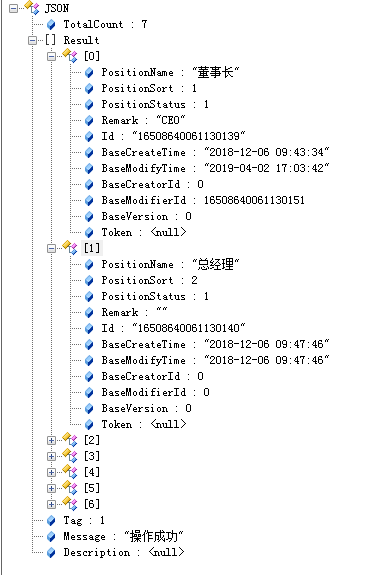 JSON
TotalCount : 7
[] Result
[0]
PositionName : "董事长"
PositionSort : 1
PositionStatus : 1
Remark : "CEO"
Id : "16508640061130139"
BaseCreateTime : "2018-12-06 09:43:34"
BaseModifyTime : "2019-04-02 17:03:42"
BaseCreatorId : 0
BaseModifierId : 16508640061130151
BaseVersion : 0
Token : <null>
[1]
PositionName : "总经理"
PositionSort : 2
PositionStatus : 1
Remark : ""
Id : "16508640061130140"
BaseCreateTime : "2018-12-06 09:47:46"
BaseModifyTime : "2018-12-06 09:47:46"
BaseCreatorId : 0
BaseModifierId : 0
BaseVersion : 0
Token : <null>
[2]
[3]
[4]
[5]
[6]
Tag : 1
Message : "操作成功"
Description : <null>